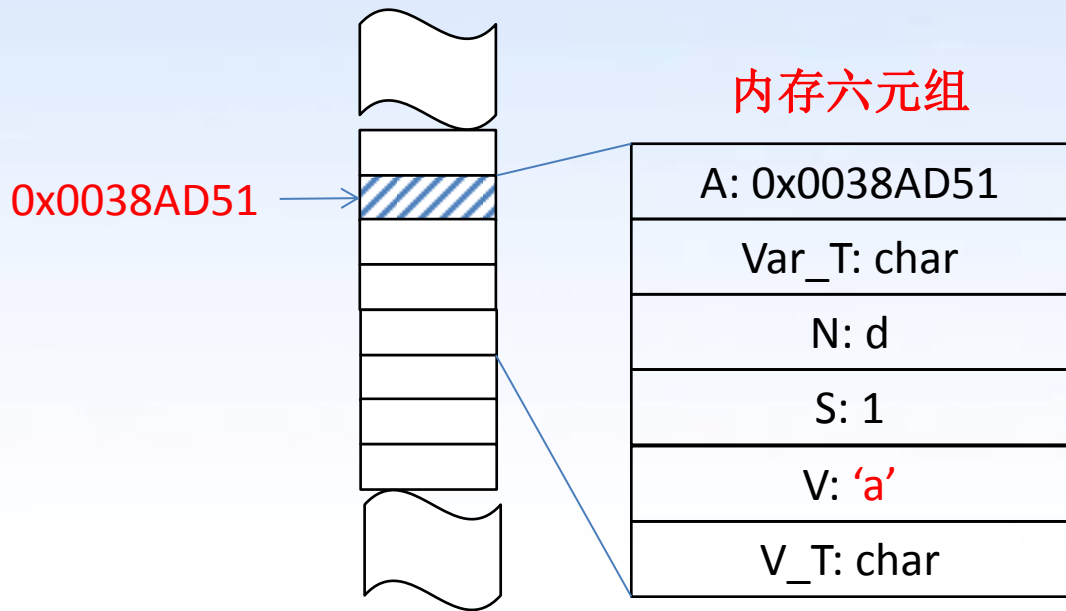 内存六元组
0x0038AD51
A: 0x0038AD51
Var_T: char
N: d
S: 1
V: ‘a’
V_T: char